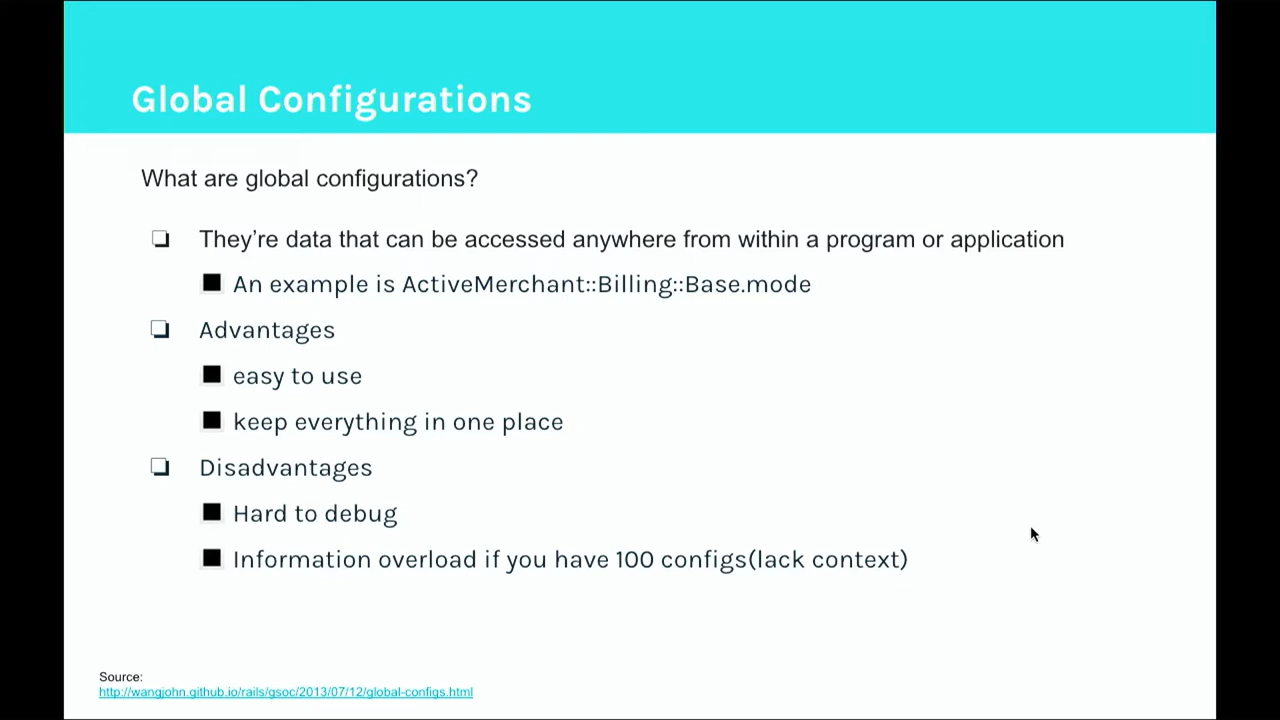 Global Configurations
What are global configurations?
They're data that can be accessed anywhere from within a program or application
An example is ActiveMerchant::Billing::Base.mode
Advantages
easy to use
keep everything in one place
Disadvantages
Hard to debug
Information overload if you have 100 configs(lack context)
Source:
http://wangjohn.github.io/rails/gsoc/2013/07/12/global-configs.html